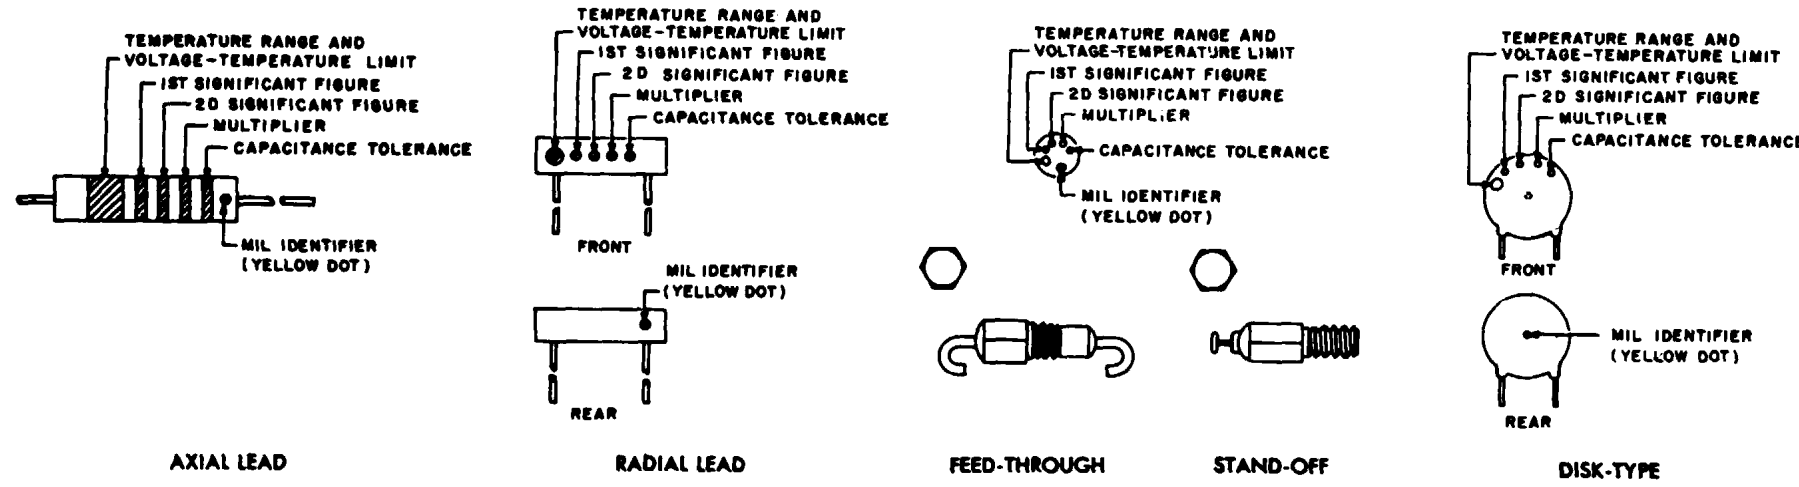 TEMPERATURE RANGE AND
VOLTAGE-TEMPERATURE LIMIT
1ST SIGNIFICANT FIGURE
2D SIGNIFICANT FIGURE
MULTIPLIER
CAPACITANCE TOLERANCE
MIL IDENTIFIER
(YELLOW DOT)
AXIAL LEAD
TEMPERATURE RANGE AND
VOLTAGE-TEMPERATURE LIMIT
1ST SIGNIFICANT FIGURE
2D SIGNIFICANT FIGURE
MULTIPLIER
CAPACITANCE TOLERANCE
FRONT
MIL IDENTIFIER
(YELLOW DOT)
REAR
RADIAL LEAD
TEMPERATURE RANGE AND
VOLTAGE-TEMPERATURE LIMIT
1ST SIGNIFICANT FIGURE
2D SIGNIFICANT FIGURE
MULTIPLIER
CAPACITANCE TOLERANCE
MIL IDENTIFIER
(YELLOW DOT)
FEED-THROUGH
STAND-OFF
TEMPERATURE RANGE AND
VOLTAGE-TEMPERATURE LIMIT
1ST SIGNIFICANT FIGURE
2D SIGNIFICANT FIGURE
MULTIPLIER
CAPACITANCE TOLERANCE
FRONT
MIL IDENTIFIER
(YELLOW DOT)
REAR
DISK-TYPE